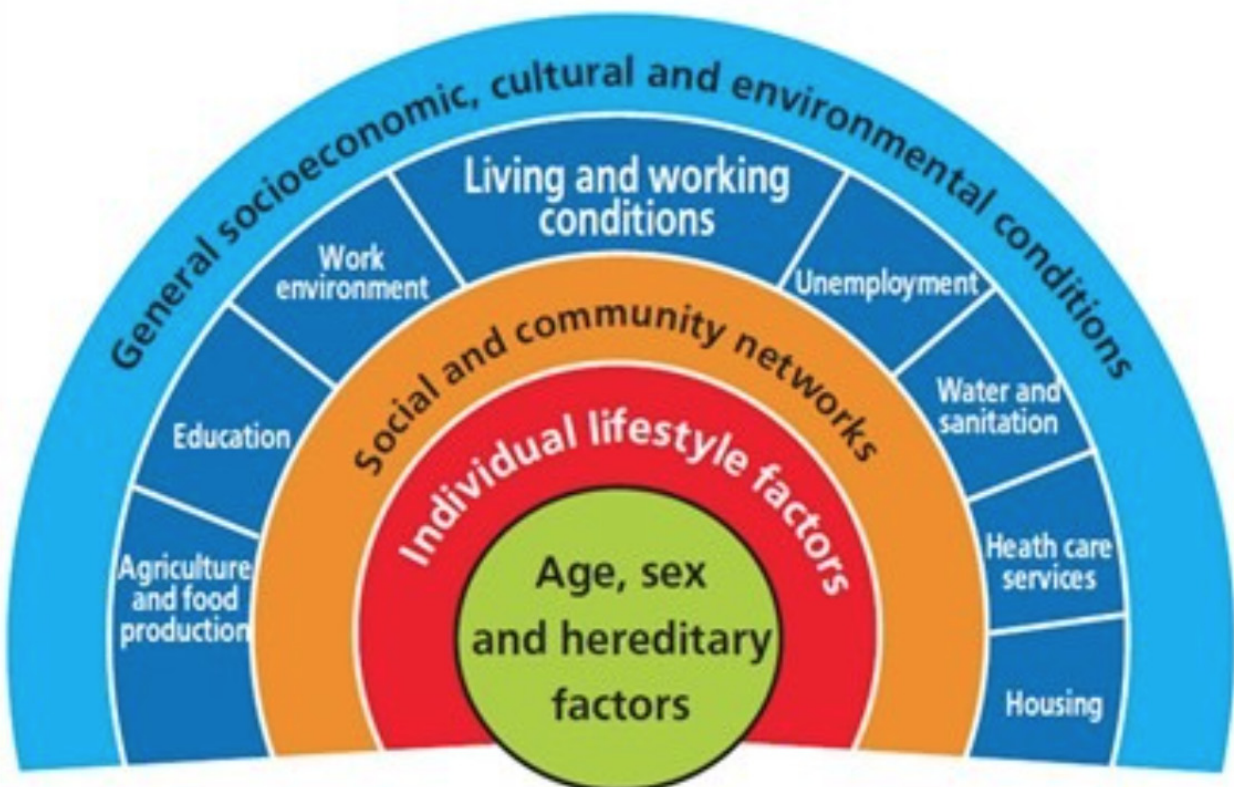 General socioeconomic, cultural and environmental conditions
Living and working
conditions
Work
environment
Unemployment
Education
Water and
sanitation
Agriculture
and food
production
Heath care
services
Housing
Social and community networks
Individual lifestyle factors
Age, sex
and hereditary
factors